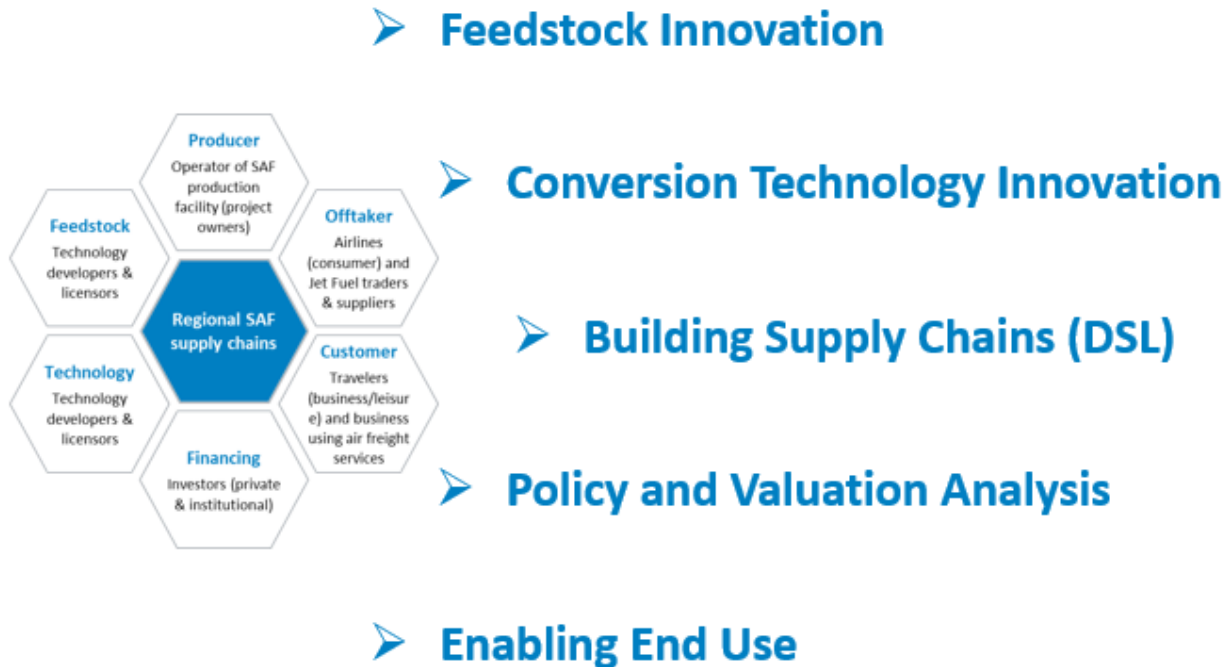 Feedstock Innovation
Producer
Operator of SAF
production
facility (project
owners)
Conversion Technology Innovation
Feedstock
Technology
developers &
licensors
Offtaker
Airlines
(consumer) and
Jet Fuel traders
& suppliers
Regional SAF
supply chains
Building Supply Chains (DSL)
Technology
Technology
developers &
licensors
Customer
Travelers
(business/leisur
e) and business
using air freight
services
Financing
Investors (private
& institutional)
Policy and Valuation Analysis
Enabling End Use